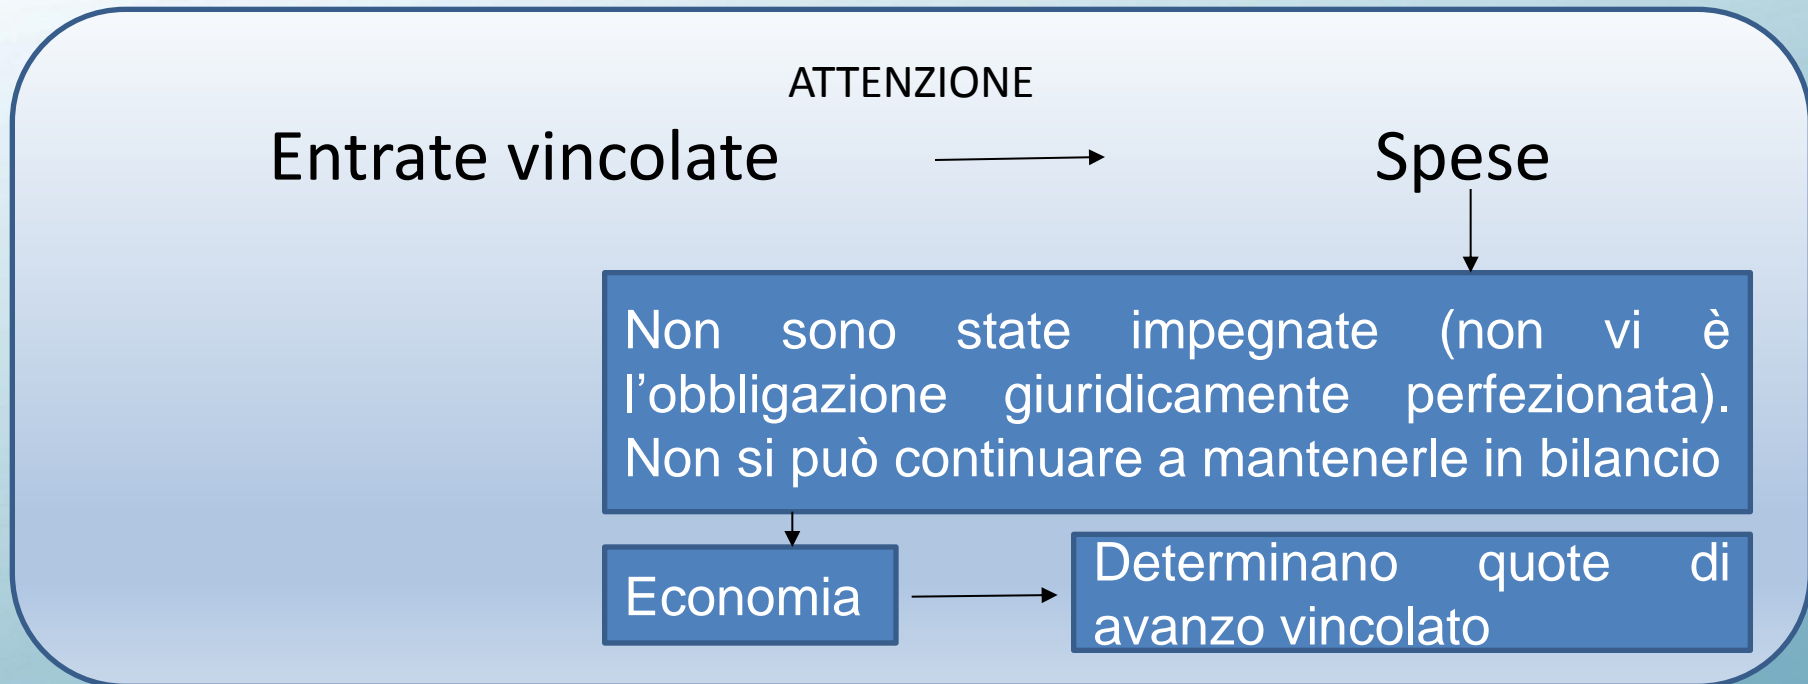 ATTENZIONE
Entrate vincolate
Spese
Non sono state impegnate (non vi è
l’obbligazione giuridicamente perfezionata).
Non si può continuare a mantenerle in bilancio
Economia
Determinano quote di
avanzo vincolato